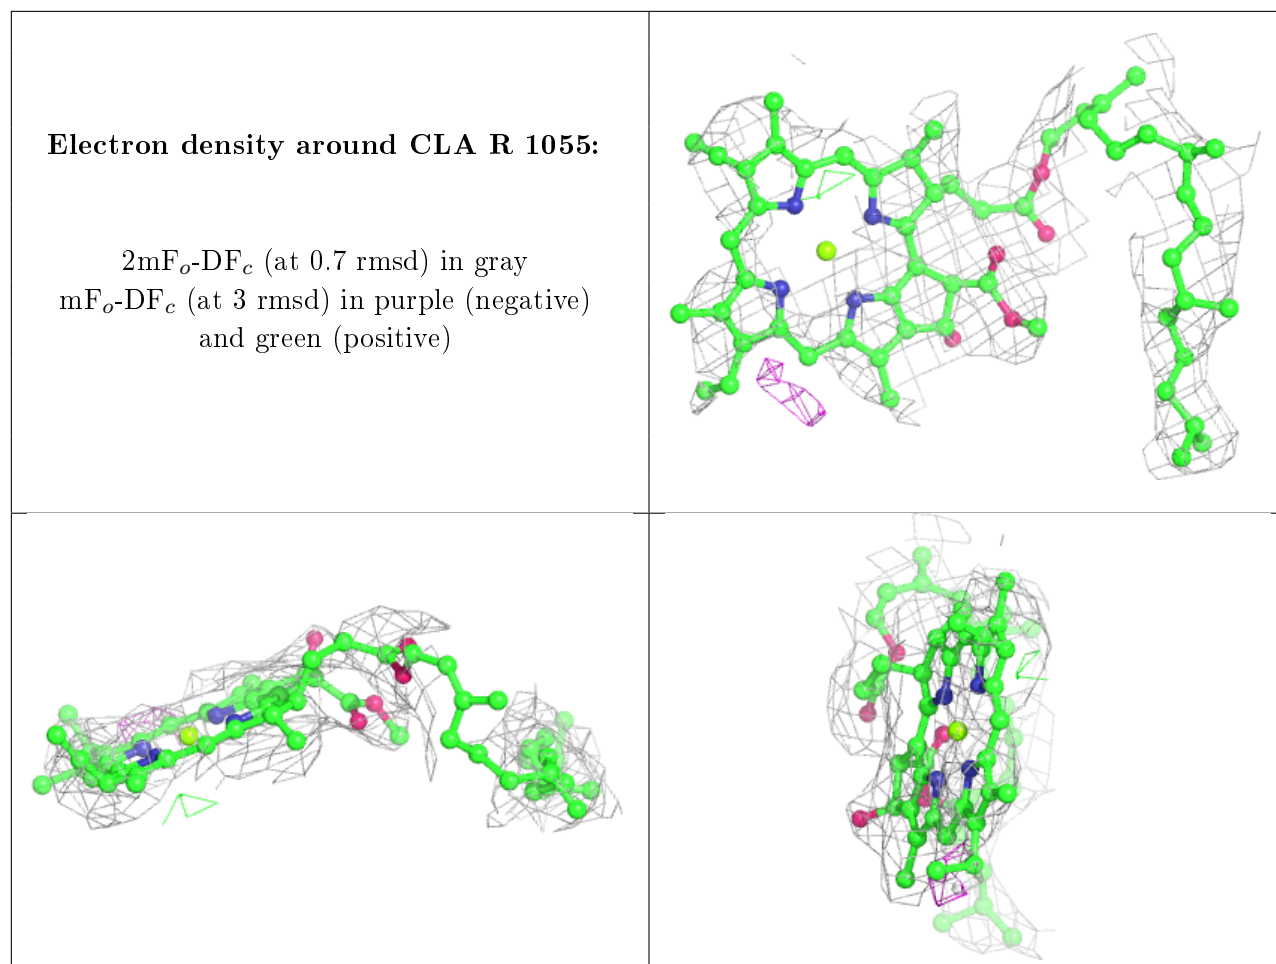 Electron density around CLA R 1055:
2mFo-DFc (at 0.7 rmsd) in gray
mFo-DFc (at 3 rmsd) in purple (negative)
and green (positive)